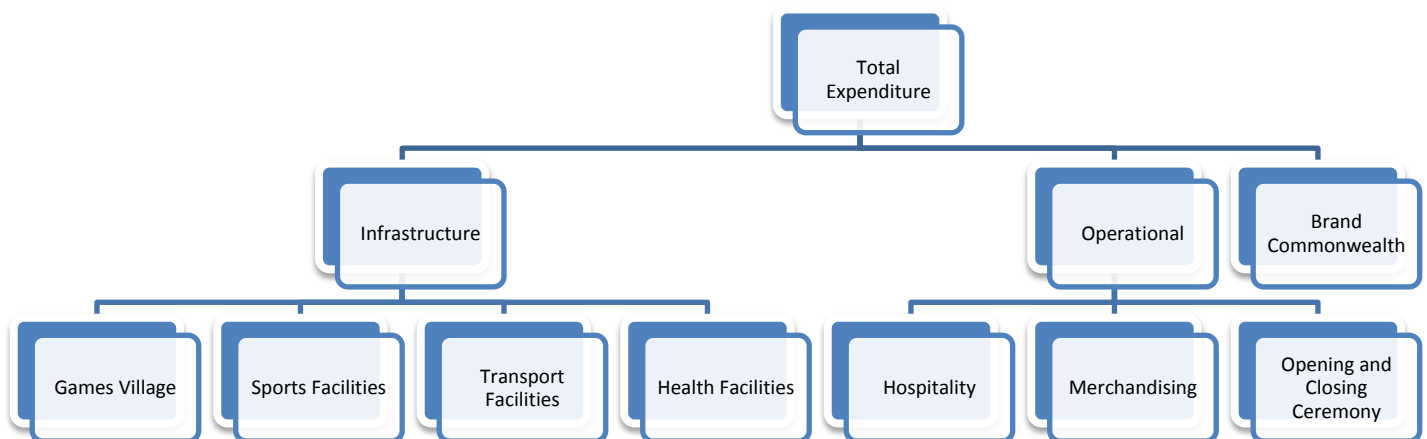 Total
Expenditure
Infrastructure
Operational
Brand
Commonwealth
Games Village
Sports Facilities
Transport
Facilities
Health Facilities
Hospitality
Merchandising
Opening and
Closing
Ceremony